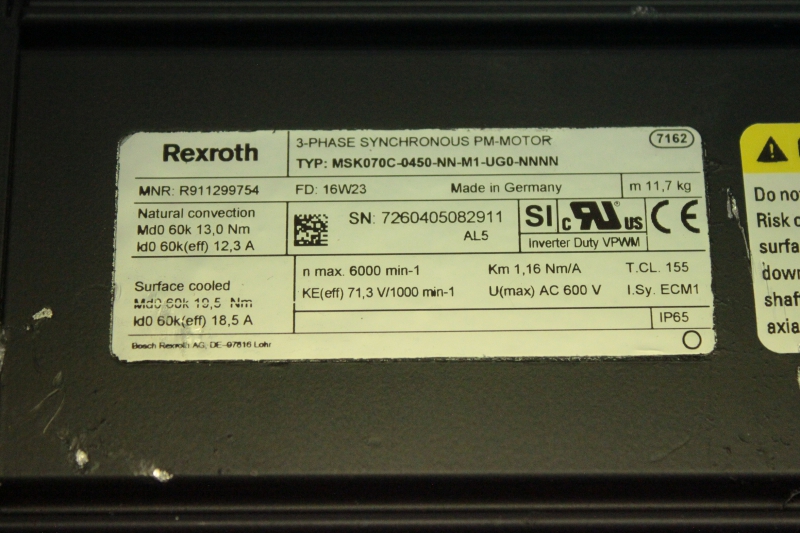 Rexroth
3-PHASE SYNCHRONOUS PM-MOTOR
7162
TYP: MSK070C-0450-NN-M1-UG0-NNNN
MNR: R911299754
FD: 16W23
Made in Germany
m 11,7 kg
Natural convection
Md0 60k 13,0 Nm
Id0 60k(eff) 12,3 A
SN: 7260405082911
AL5
SI
c RU us
CE
Inverter Duty VPWM
Surface cooled
Md0 60k 19,5 Nm
Id0 60k(eff) 18,5 A
n max. 6000 min-1
Km 1,16 Nm/A
T.CL. 155
KE(eff) 71,3 V/1000 min-1
U(max) AC 600 V
I.Sy. ECM1
IP65
Bosch Rexroth AG, DE-97816 Lohr
Do no
Risk o
surfa
down
shaf
axia